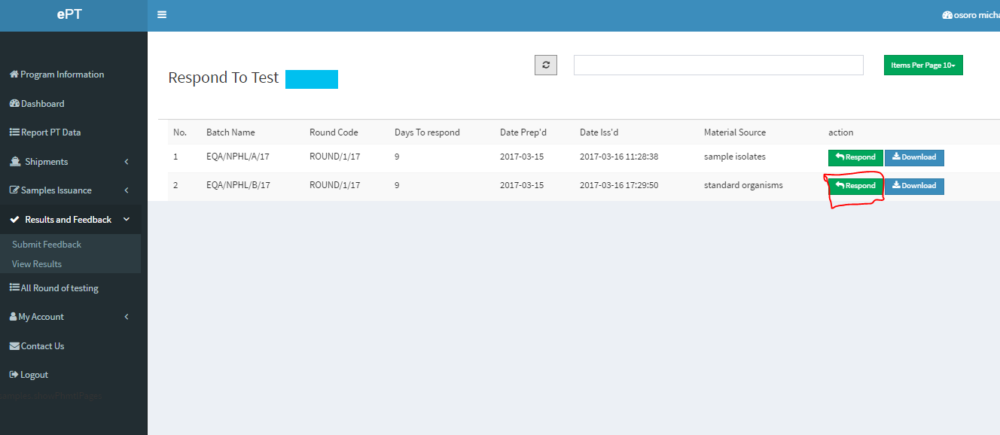 ePT
osoro micha
Program Information
Dashboard
Report PT Data
Shipments
Samples Issuance
Results and Feedback
Submit Feedback
View Results
All Round of testing
My Account
Contact Us
Logout
Respond To Test
Items Per Page 10
No. Batch Name Round Code Days To respond Date Prep'd Date Iss'd Material Source action
1 EQA/NPHL/A/17 ROUND/1/17 9 2017-03-15 2017-03-16 11:28:38 sample isolates Respond Download
2 EQA/NPHL/B/17 ROUND/1/17 9 2017-03-15 2017-03-16 17:29:50 standard organisms Respond Download